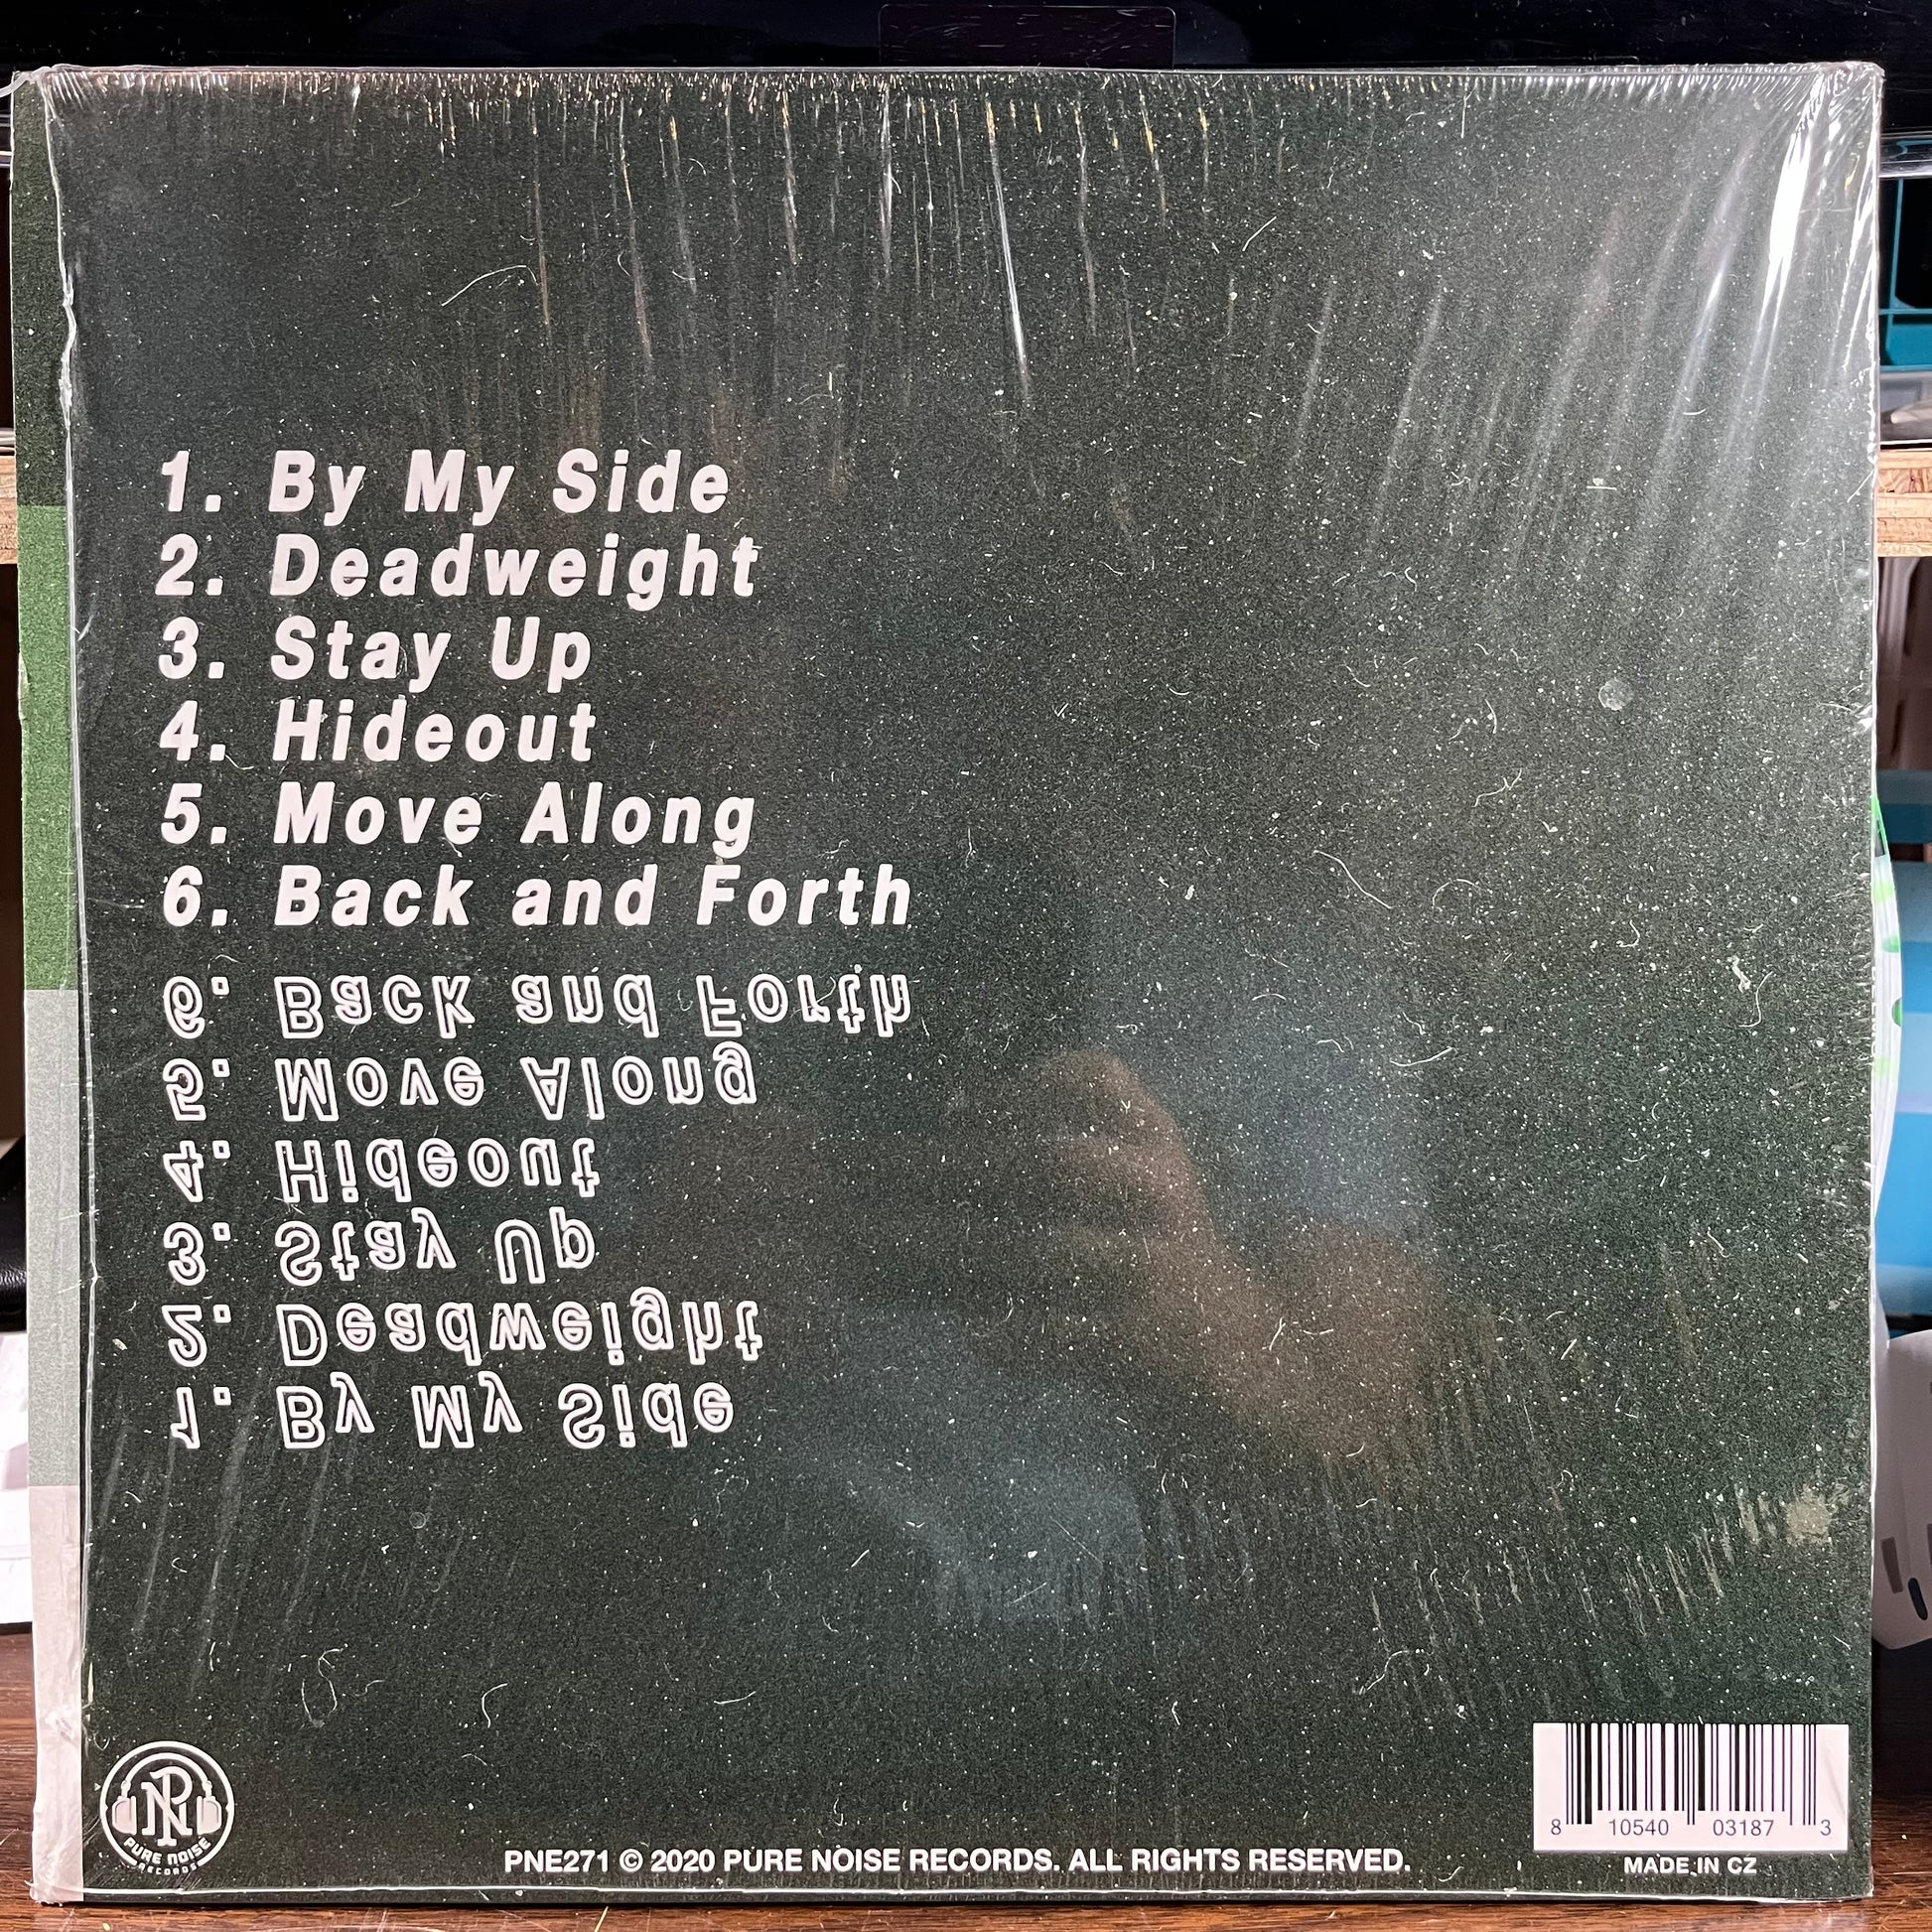 1. By My Side
2. Deadweight
3. Stay Up
4. Hideout
5. Move Along
6. Back and Forth
6. Back and Forth
5. Move Along
4. Hideout
3. Stay Up
2. Deadweight
1. By My Side
PN
PURE NOISE
RECORDS
PNE271 © 2020 PURE NOISE RECORDS. ALL RIGHTS RESERVED.
8 10540 03187 3
MADE IN CZ